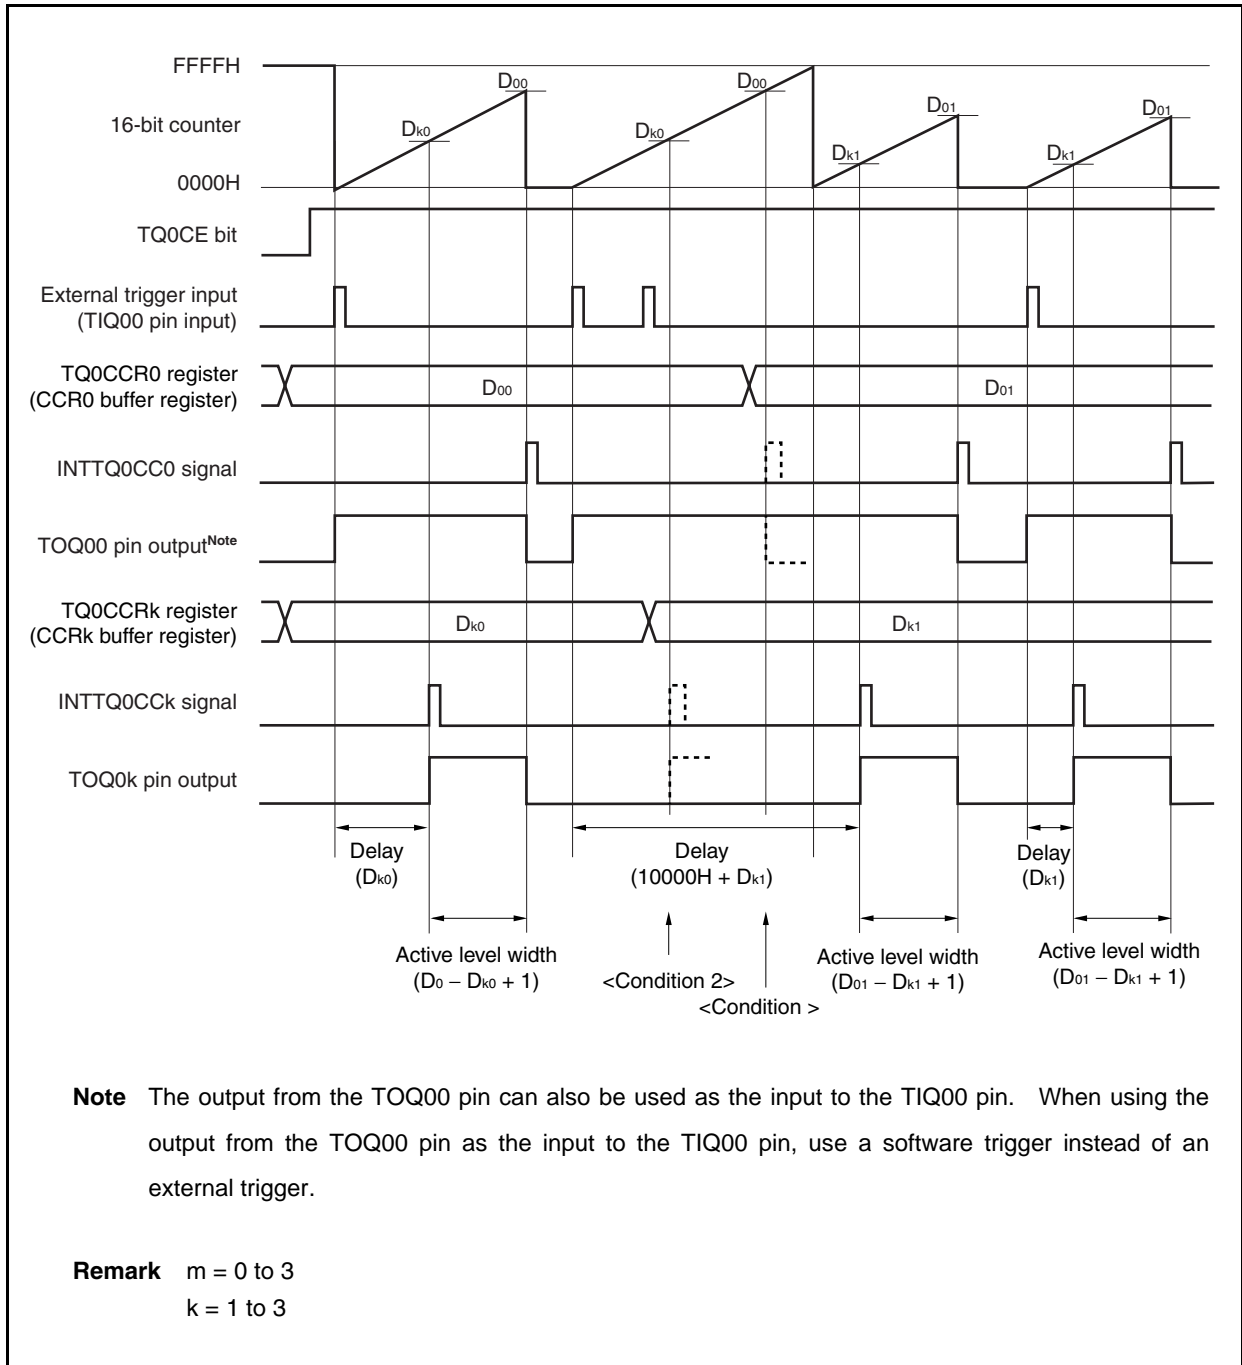 FFFFH
D00
D00
16-bit counter
D01
D01
Dk0
Dk0
Dk1
Dk1
0000H
TQ0CE bit
External trigger input
(TIQ00 pin input)
TQ0CCR0 register
(CCR0 buffer register)
D00
D01
INTTQ0CC0 signal
TOQ00 pin outputNote
TQ0CCRk register
(CCRk buffer register)
Dk0
Dk1
INTTQ0CCk signal
TOQ0k pin output
Delay
(Dk0)
Delay
(10000H + Dk1)
Delay
(Dk1)
Active level width
(D0 − Dk0 + 1)
<Condition 2>
<Condition >
Active level width
(D01 − Dk1 + 1)
Active level width
(D01 − Dk1 + 1)
Note The output from the TOQ00 pin can also be used as the input to the TIQ00 pin. When using the
output from the TOQ00 pin as the input to the TIQ00 pin, use a software trigger instead of an
external trigger.
Remark m = 0 to 3
k = 1 to 3